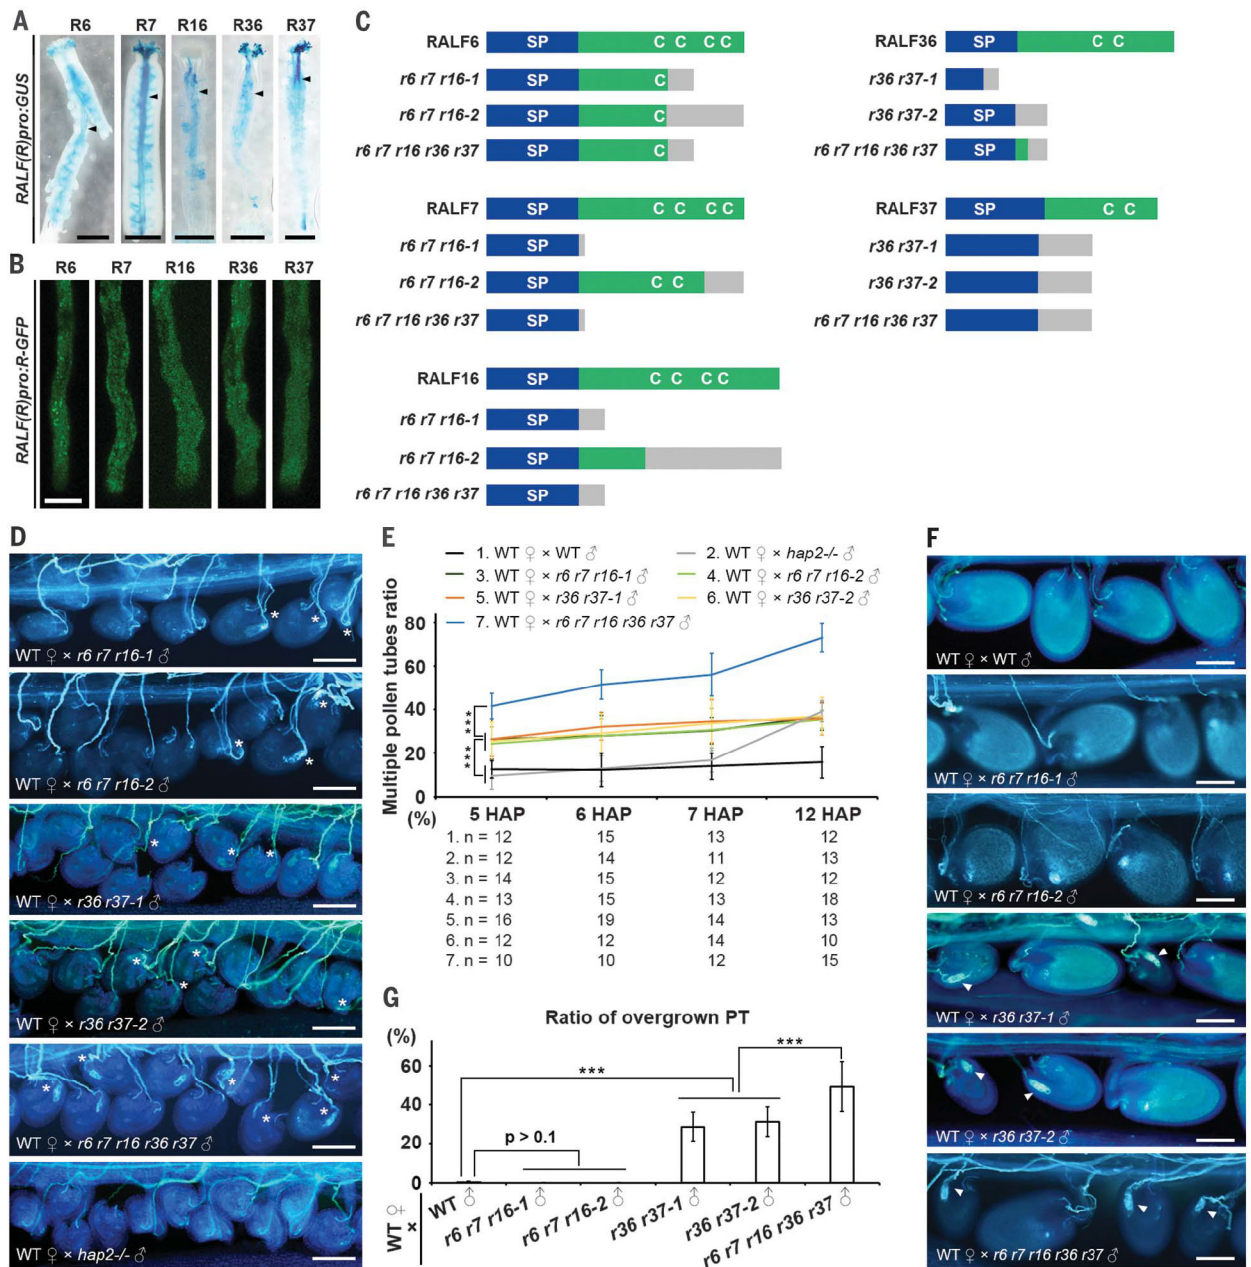 A
R6 R7 R16 R36 R37
RALF(R)pro:GUS
B
R6 R7 R16 R36 R37
RALF(R)pro:R-GFP
C
RALF6 SP C C C C
r6 r7 r16-1 SP C
r6 r7 r16-2 SP C
r6 r7 r16 r36 r37 SP C
RALF7 SP C C C C
r6 r7 r16-1 SP
r6 r7 r16-2 SP C C
r6 r7 r16 r36 r37 SP
RALF16 SP C C C C
r6 r7 r16-1 SP
r6 r7 r16-2 SP
r6 r7 r16 r36 r37 SP
RALF36 SP C C
r36 r37-1
r36 r37-2 SP
r6 r7 r16 r36 r37 SP
RALF37 SP C C
r36 r37-1
r36 r37-2
r6 r7 r16 r36 r37
D
* * *
WT ♀ × r6 r7 r16-1 ♂
* * *
WT ♀ × r6 r7 r16-2 ♂
* * *
WT ♀ × r36 r37-1 ♂
* * * *
WT ♀ × r36 r37-2 ♂
* * * * * *
WT ♀ × r6 r7 r16 r36 r37 ♂
WT ♀ × hap2-/-♂
E
1. WT ♀ × WT ♂
2. WT ♀ × hap2-/-♂
3. WT ♀ × r6 r7 r16-1 ♂
4. WT ♀ × r6 r7 r16-2 ♂
5. WT ♀ × r36 r37-1 ♂
6. WT ♀ × r36 r37-2 ♂
7. WT ♀ × r6 r7 r16 r36 r37 ♂
Multiple pollen tubes ratio
(%)
80
60
40
20
0
***
***
5 HAP 6 HAP 7 HAP 12 HAP
1. n = 12 15 13 12
2. n = 12 14 11 13
3. n = 14 15 12 12
4. n = 13 15 13 18
5. n = 16 19 14 13
6. n = 12 12 14 10
7. n = 10 10 12 15
F
WT ♀ × WT ♂
WT ♀ × r6 r7 r16-1 ♂
WT ♀ × r6 r7 r16-2 ♂
WT ♀ × r36 r37-1 ♂
WT ♀ × r36 r37-2 ♂
WT ♀ × r6 r7 r16 r36 r37 ♂
G
Ratio of overgrown PT
(%)
60
40
20
0
***
***
p > 0.1
WT ♀
×
WT ♂
r6 r7 r16-1 ♂
r6 r7 r16-2 ♂
r36 r37-1 ♂
r36 r37-2 ♂
r6 r7 r16 r36 r37 ♂